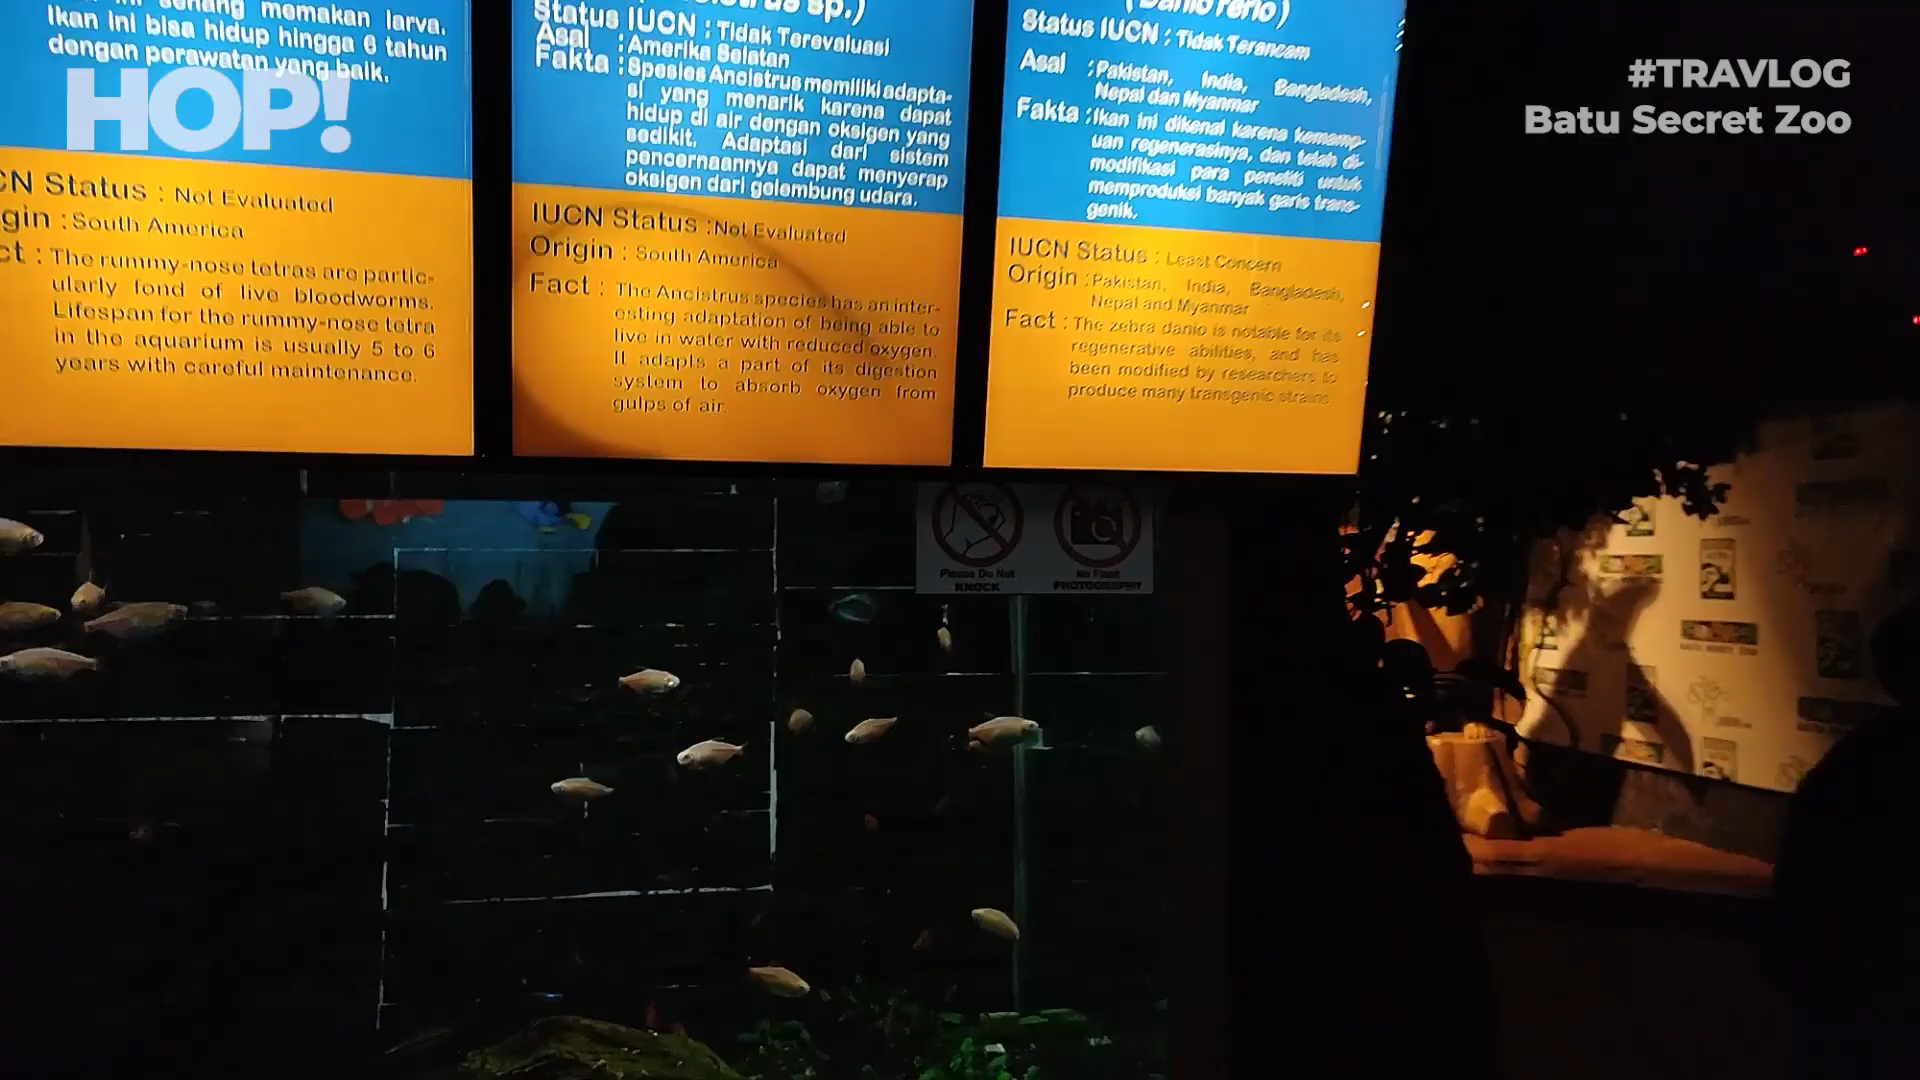 HOP!
#TRAVLOG
Batu Secret Zoo
senang memakan larva.
Ikan ini bisa hidup hingga 6 tahun
dengan perawatan yang baik.
Status : Not Evaluated
: South America
: The rummy-nose tetras are partic-
ularly fond of live bloodworms.
Lifespan for the rummy-nose tetra
in the aquarium is usually 5 to 6
years with careful maintenance.
sp.)
Status IUCN : Tidak Terevaluasi
Asal : Amerika Selatan
Fakta : Spesies Ancistrus memiliki adapta-
si yang menarik karena dapat
hidup di air dengan oksigen yang
sedikit. Adaptasi dari sistem
pencernaannya dapat menyerap
oksigen dari gelembung udara.
IUCN Status : Not Evaluated
Origin : South America
Fact : The Ancistrus species has an inter-
esting adaptation of being able to
live in water with reduced oxygen.
It adapts a part of its digestion
system to absorb oxygen from
gulps of air.
(Danio rerio)
Status IUCN : Tidak Terancam
Asal : Pakistan, India, Bangladesh,
Nepal dan Myanmar
Fakta : Ikan ini dikenal karena kemamp-
uan regenerasinya, dan telah di-
modifikasi para peneliti untuk
memproduksi banyak garis trans-
genik.
IUCN Status : Least Concern
Origin : Pakistan, India, Bangladesh,
Nepal and Myanmar
Fact : The zebra danio is notable for its
regenerative abilities, and has
been modified by researchers to
produce many transgenic strains.
Please Do Not
KNOCK
No Flash
PHOTOGRAPHY